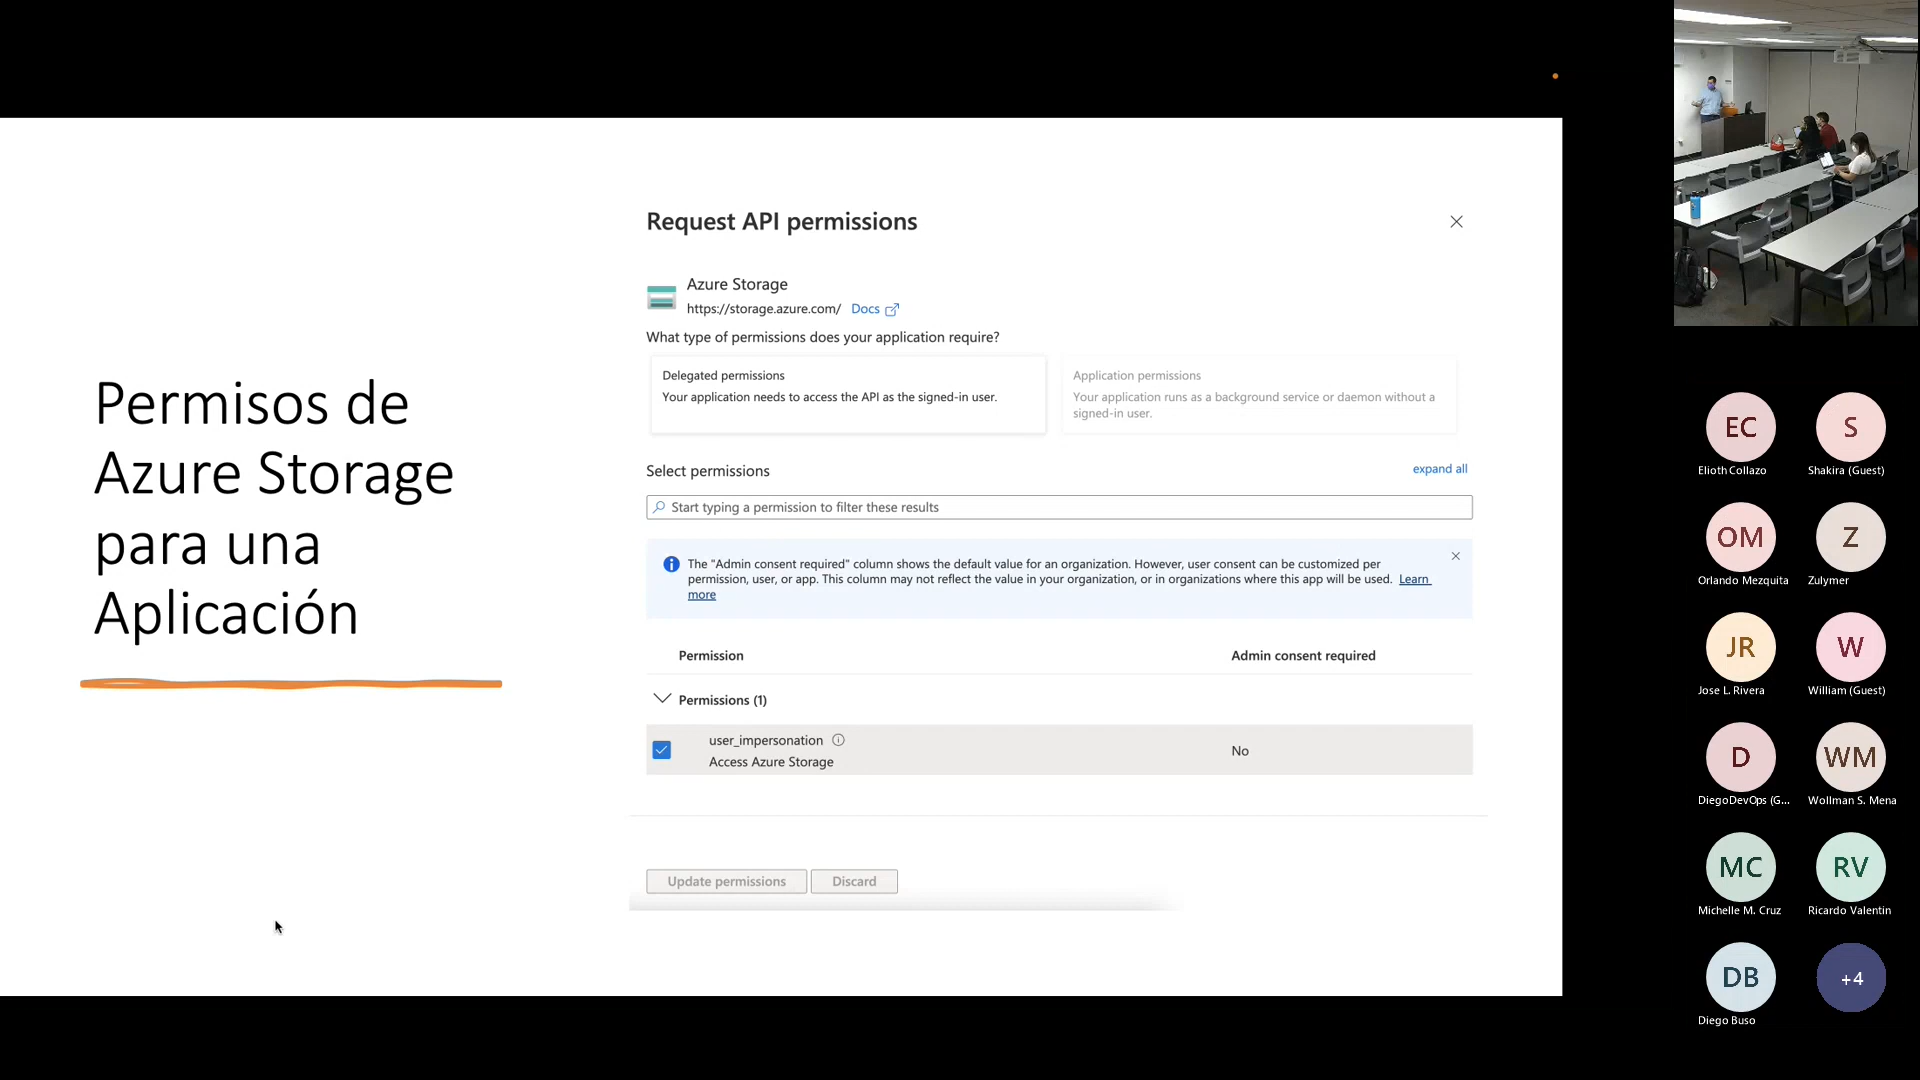 Permisos de
Azure Storage
para una
Aplicación
Request API permissions
Azure Storage
https://storage.azure.com/ Docs
What type of permissions does your application require?
Delegated permissions
Your application needs to access the API as the signed-in user.
Application permissions
Your application runs as a background service or daemon without a
signed-in user.
Select permissions
expand all
Start typing a permission to filter these results
The "Admin consent required" column shows the default value for an organization. However, user consent can be customized per
permission, user, or app. This column may not reflect the value in your organization, or in organizations where this app will be used. Learn
more
Permission
Admin consent required
Permissions (1)
user_impersonation
Access Azure Storage
No
Update permissions
Discard
EC
Elioth Collazo
S
Shakira (Guest)
OM
Orlando Mezquita
Z
Zulymer
JR
Jose L. Rivera
W
William (Guest)
D
DiegoDevOps (G...
WM
Wollman S. Mena
MC
Michelle M. Cruz
RV
Ricardo Valentin
DB
Diego Buso
+4